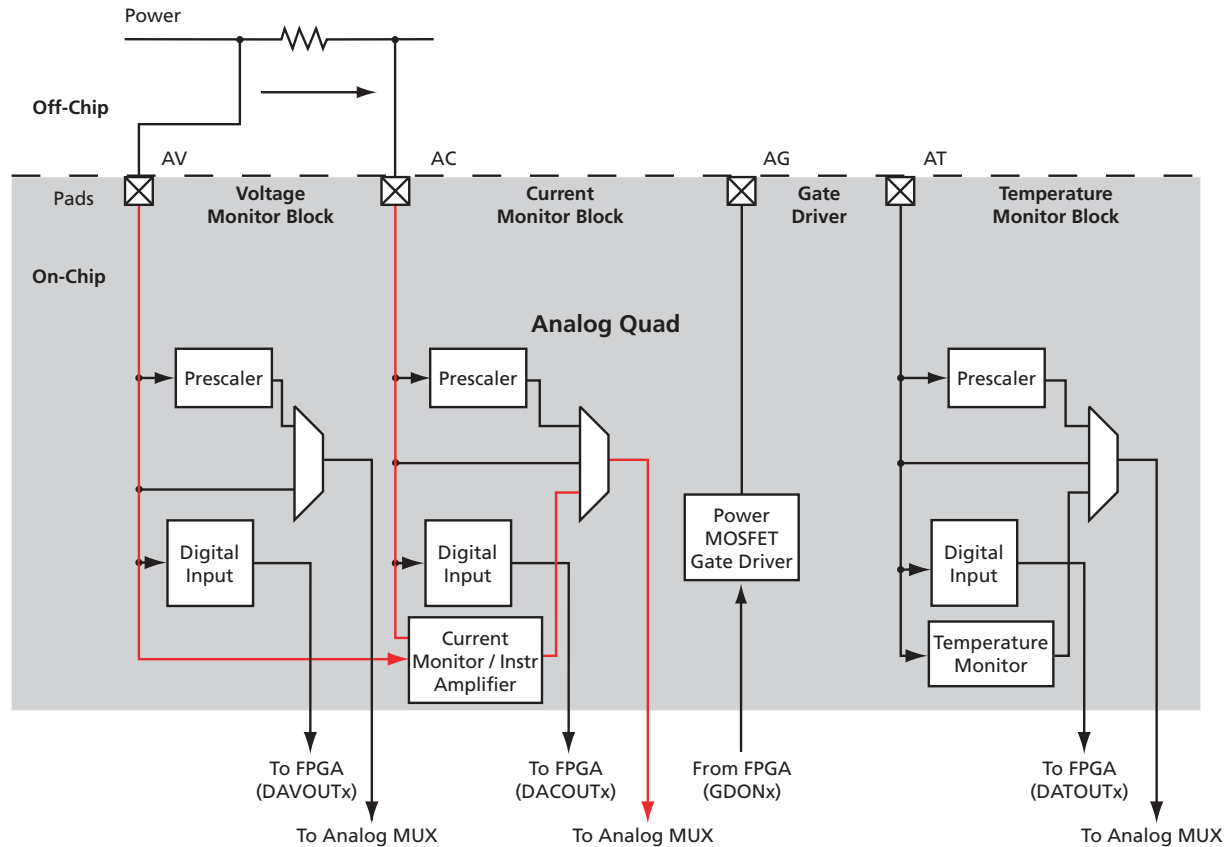 Power
Off-Chip
AV
AC
AG
AT
Pads
Voltage
Monitor Block
Current
Monitor Block
Gate
Driver
Temperature
Monitor Block
On-Chip
Analog Quad
Prescaler
Prescaler
Prescaler
Digital
Input
Digital
Input
Power
MOSFET
Gate Driver
Digital
Input
Current
Monitor / Instr
Amplifier
Temperature
Monitor
To FPGA
(DAVOUTx)
To FPGA
(DACOUTx)
From FPGA
(GDONx)
To FPGA
(DATOUTx)
To Analog MUX
To Analog MUX
To Analog MUX